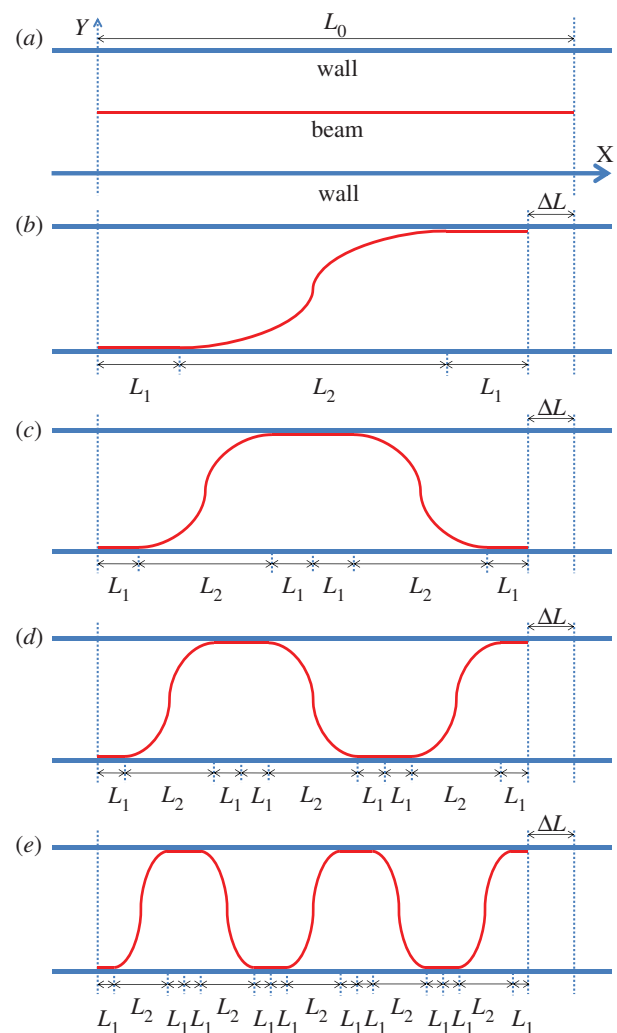 (a) Y L₀
wall
beam
X
wall
(b) ΔL
L₁ L₂ L₁
(c) ΔL
L₁ L₂ L₁ L₁ L₂ L₁
(d) ΔL
L₁ L₂ L₁ L₁ L₂ L₁ L₁ L₂ L₁
(e) ΔL
L₁ L₂ L₁ L₁ L₂ L₁ L₁ L₂ L₁ L₁ L₂ L₁ L₁ L₂ L₁